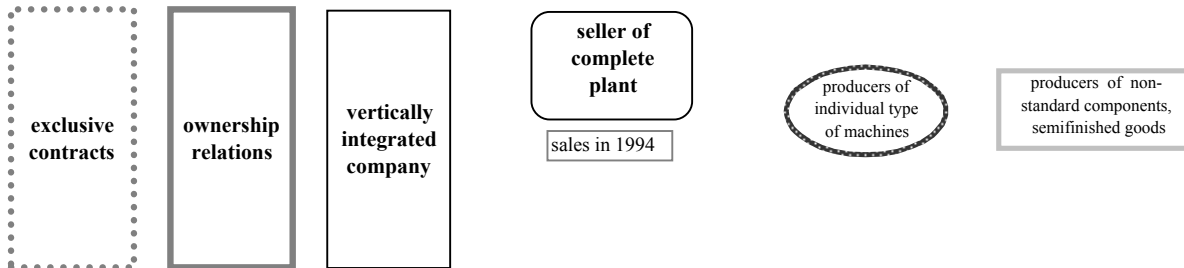 exclusive
contracts
ownership
relations
vertically
integrated
company
seller of
complete
plant
sales in 1994
producers of
individual type
of machines
producers of non-
standard components,
semifinished goods